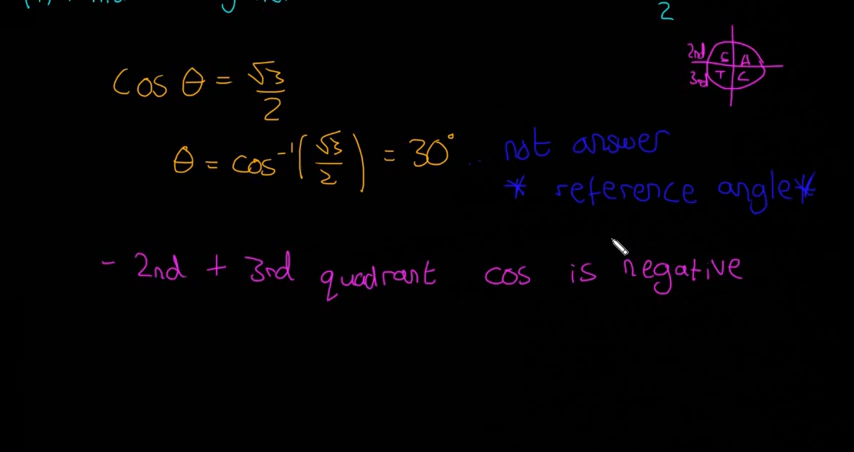 2
cos θ = √3/2
θ = cos⁻¹(√3/2) = 30° .. not answer
* reference angle *
2nd S A
3rd T C
- 2nd + 3rd quadrant cos is negative